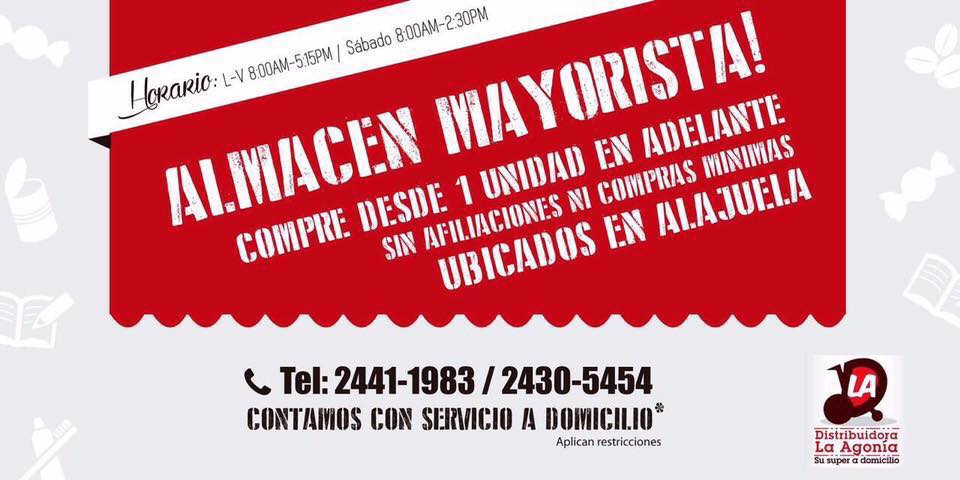 Horario: L-V 8:00AM-5:15PM | Sábado 8:00AM-2:30PM
ALMACEN MAYORISTA!
COMPRE DESDE 1 UNIDAD EN ADELANTE
SIN AFILIACIONES NI COMPRAS MINIMAS
UBICADOS EN ALAJUELA
Tel: 2441-1983 / 2430-5454
CONTAMOS CON SERVICIO A DOMICILIO*
Aplican restricciones
LA
Distribuidora
La Agonía
Su super a domicilio